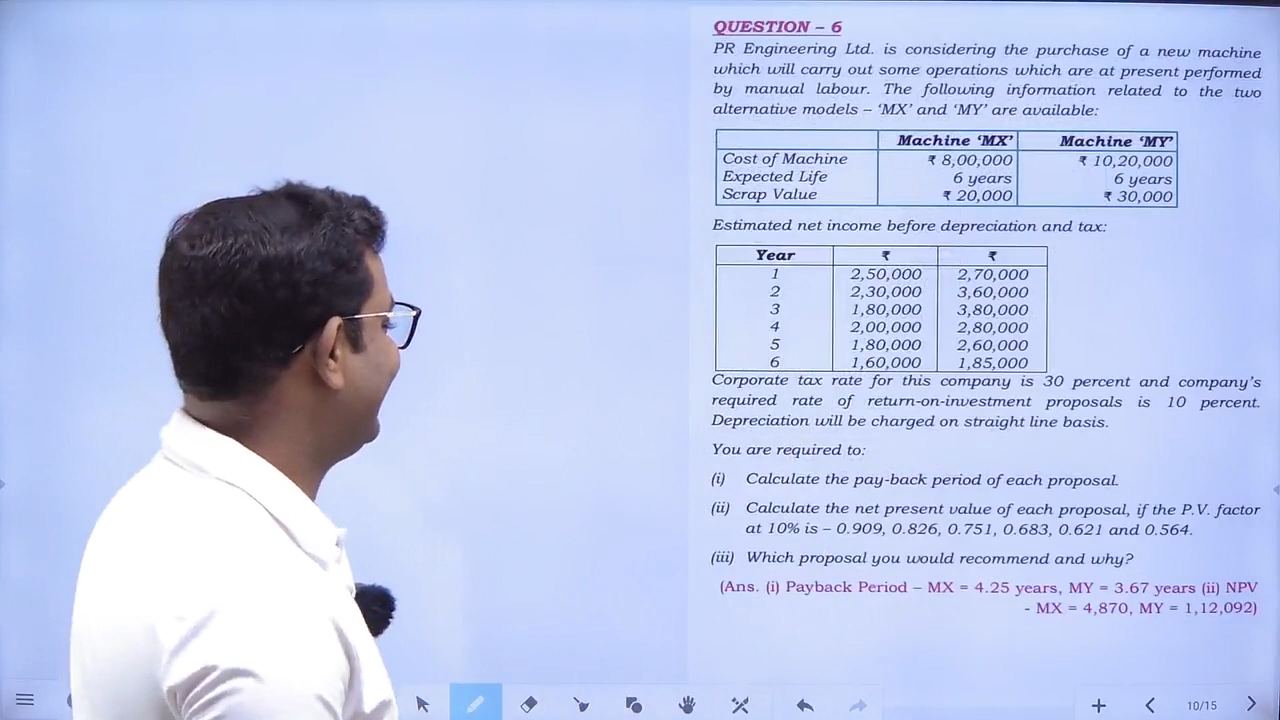 QUESTION – 6
PR Engineering Ltd. is considering the purchase of a new machine
which will carry out some operations which are at present performed
by manual labour. The following information related to the two
alternative models – ‘MX’ and ‘MY’ are available:
Machine ‘MX’ Machine ‘MY’
Cost of Machine ₹ 8,00,000 ₹ 10,20,000
Expected Life 6 years 6 years
Scrap Value ₹ 20,000 ₹ 30,000
Estimated net income before depreciation and tax:
Year ₹ ₹
1 2,50,000 2,70,000
2 2,30,000 3,60,000
3 1,80,000 3,80,000
4 2,00,000 2,80,000
5 1,80,000 2,60,000
6 1,60,000 1,85,000
Corporate tax rate for this company is 30 percent and company’s
required rate of return-on-investment proposals is 10 percent.
Depreciation will be charged on straight line basis.
You are required to:
(i) Calculate the pay-back period of each proposal.
(ii) Calculate the net present value of each proposal, if the P.V. factor
at 10% is – 0.909, 0.826, 0.751, 0.683, 0.621 and 0.564.
(iii) Which proposal you would recommend and why?
(Ans. (i) Payback Period – MX = 4.25 years, MY = 3.67 years (ii) NPV
- MX = 4,870, MY = 1,12,092)
10/15